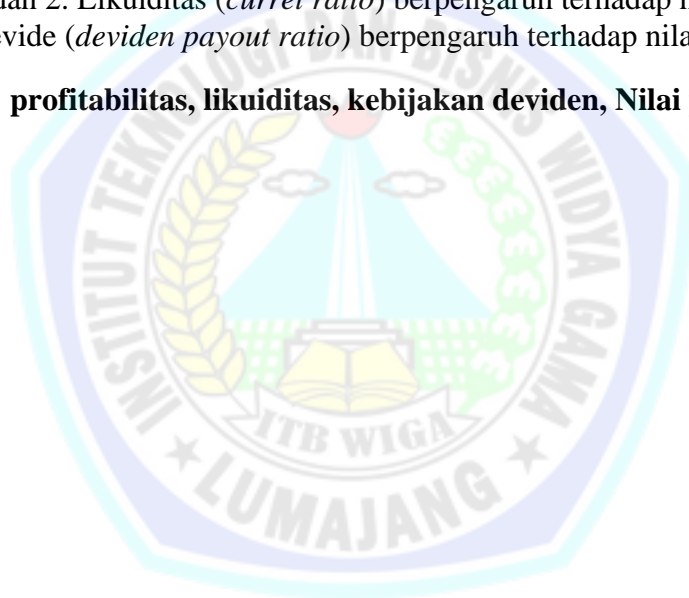 dan 2. Likuiditas (curret ratio) berpengaruh terhadap n
evide (deviden payout ratio) berpengaruh terhadap nila
profitabilitas, likuiditas, kebijakan deviden, Nilai
INSTITUT TEKNOLOGI DAN BISNIS WIDYA GAMA
ITB WIGA
LUMAJANG